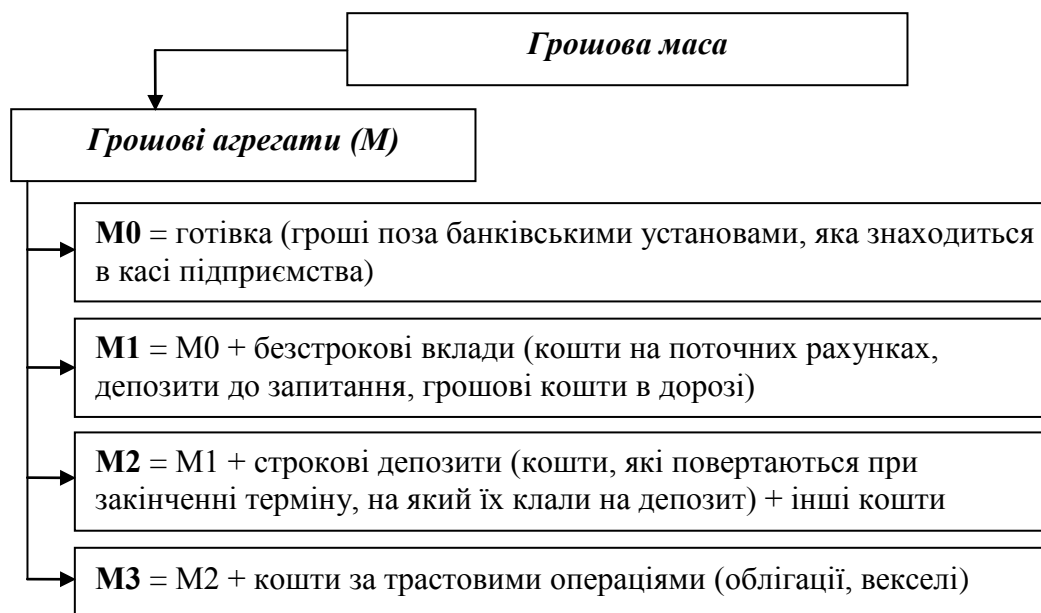 Грошова маса
Грошові агрегати (М)
М0 = готівка (гроші поза банківськими установами, яка знаходиться
в касі підприємства)
М1 = М0 + безстрокові вклади (кошти на поточних рахунках,
депозити до запитання, грошові кошти в дорозі)
М2 = М1 + строкові депозити (кошти, які повертаються при
закінченні терміну, на який їх клали на депозит) + інші кошти
М3 = М2 + кошти за трастовими операціями (облігації, векселі)